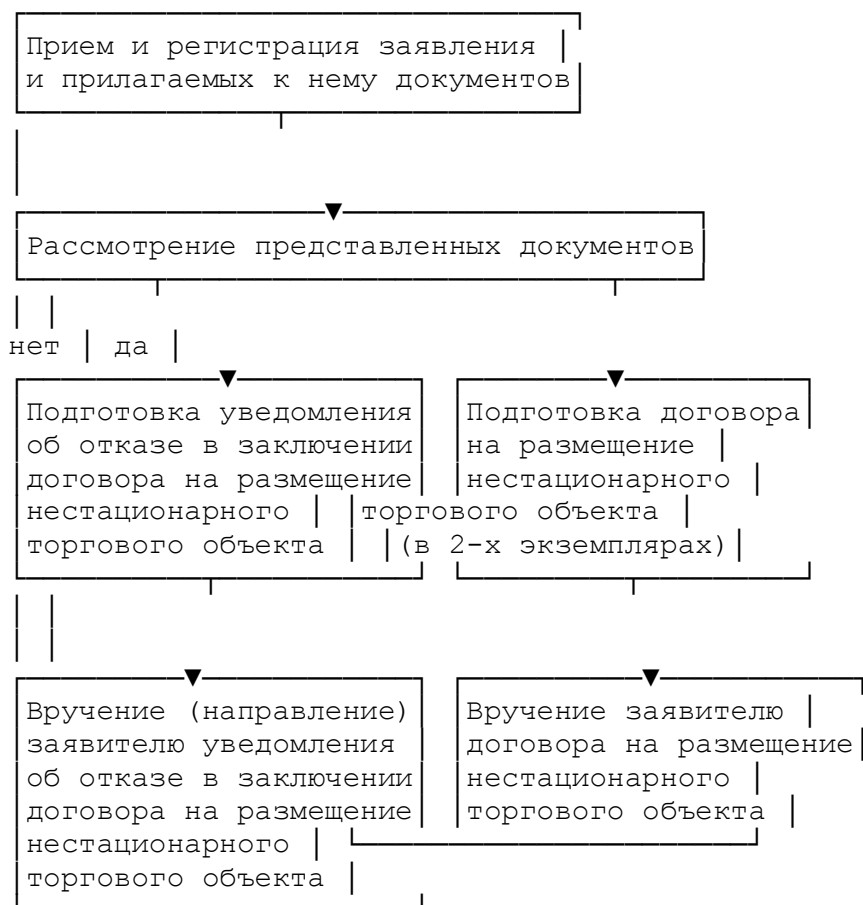 Прием и регистрация заявления
и прилагаемых к нему документов
Рассмотрение представленных документов
нет да
Подготовка уведомления
об отказе в заключении
договора на размещение
нестационарного
торгового объекта
Подготовка договора
на размещение
нестационарного
торгового объекта
(в 2-х экземплярах)
Вручение (направление)
заявителю уведомления
об отказе в заключении
договора на размещение
нестационарного
торгового объекта
Вручение заявителю
договора на размещение
нестационарного
торгового объекта